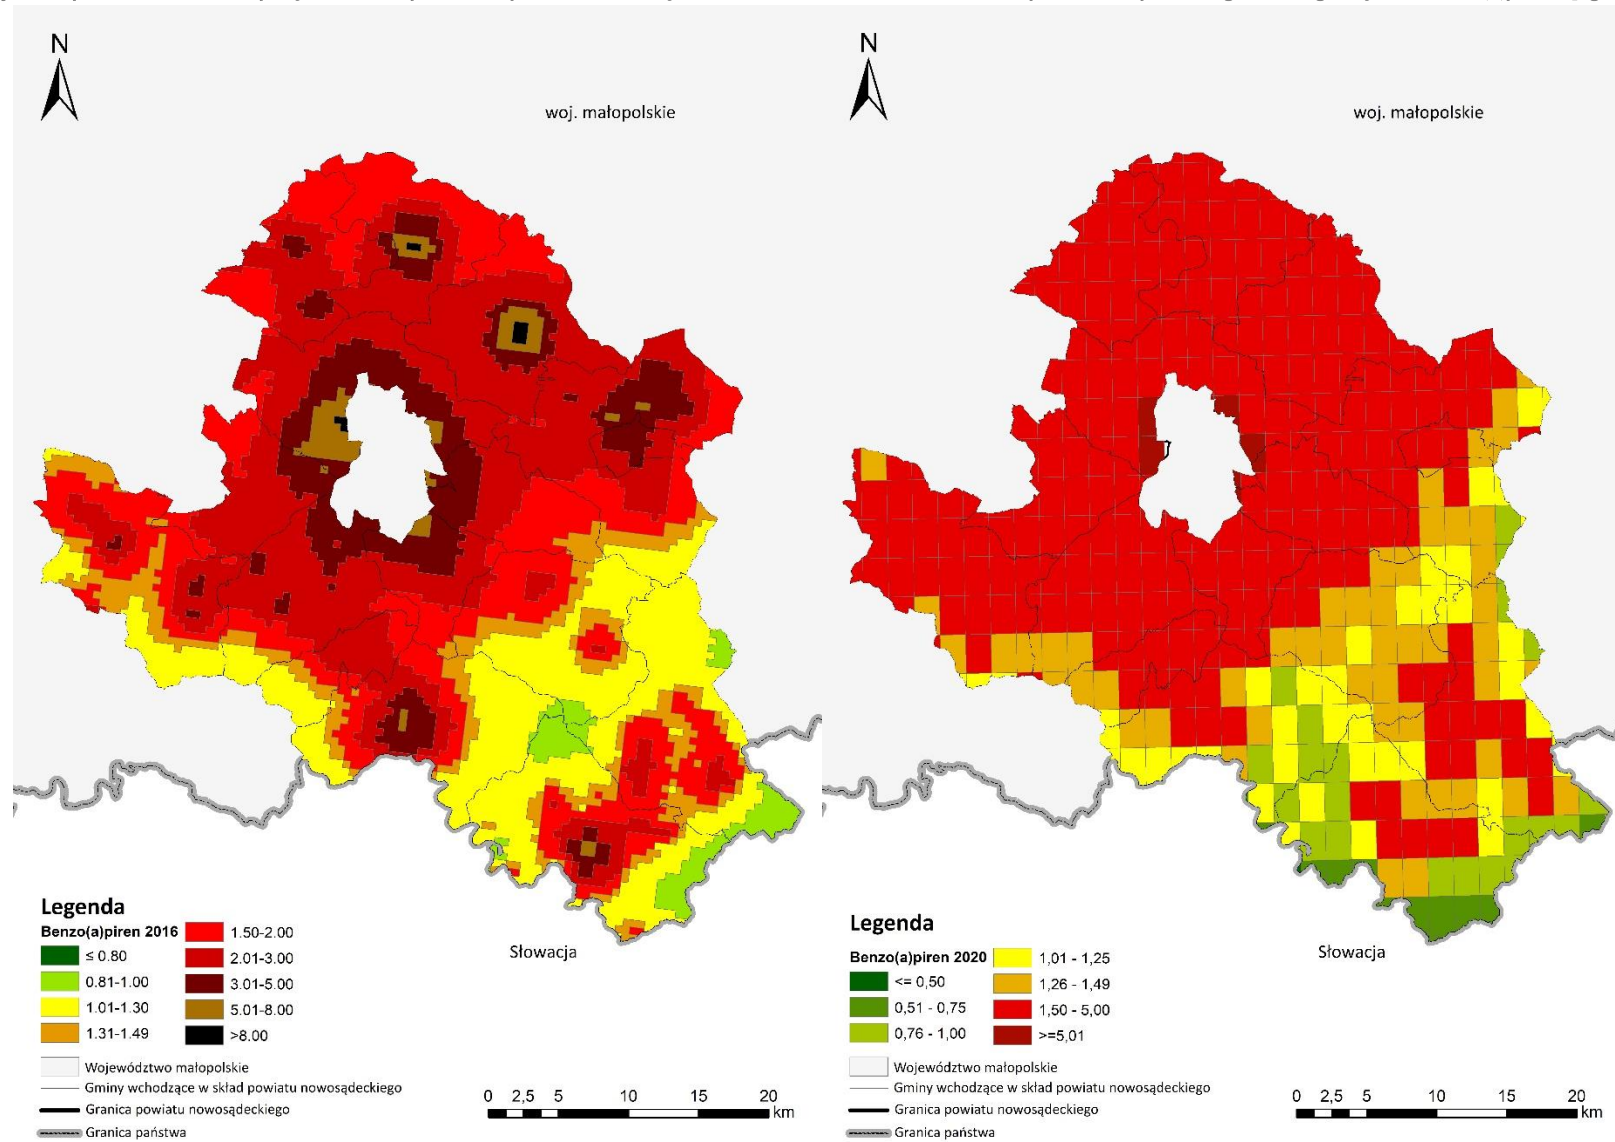 N
woj. małopolskie
Słowacja
Legenda
Benzo(a)piren 2016
≤ 0.80
0.81-1.00
1.01-1.30
1.31-1.49
1.50-2.00
2.01-3.00
3.01-5.00
5.01-8.00
>8.00
Województwo małopolskie
Gminy wchodzące w skład powiatu nowosądeckiego
Granica powiatu nowosądeckiego
Granica państwa
0 2,5 5 10 15 20
km
N
woj. małopolskie
Słowacja
Legenda
Benzo(a)piren 2020
<= 0,50
0,51 - 0,75
0,76 - 1,00
1,01 - 1,25
1,26 - 1,49
1,50 - 5,00
>=5,01
Województwo małopolskie
Gminy wchodzące w skład powiatu nowosądeckiego
Granica powiatu nowosądeckiego
Granica państwa
0 2,5 5 10 15 20
km